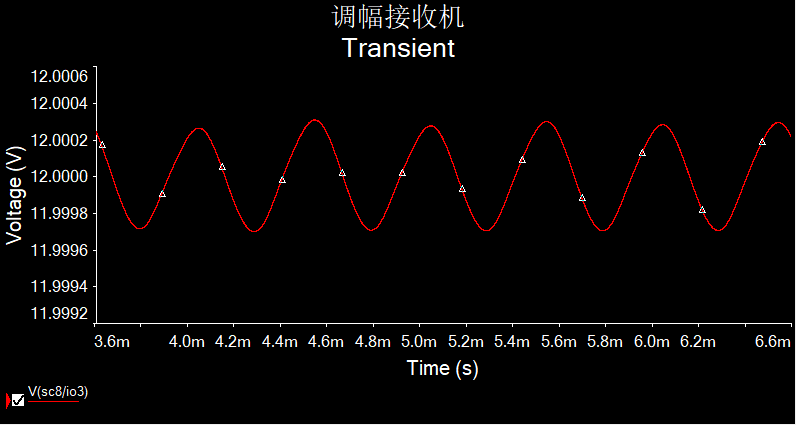 调幅接收机
Transient
12.0006
12.0004
12.0002
12.0000
11.9998
11.9996
11.9994
11.9992
Voltage (V)
3.6m 4.0m 4.2m 4.4m 4.6m 4.8m 5.0m 5.2m 5.4m 5.6m 5.8m 6.0m 6.2m 6.6m
Time (s)
V(sc8/io3)